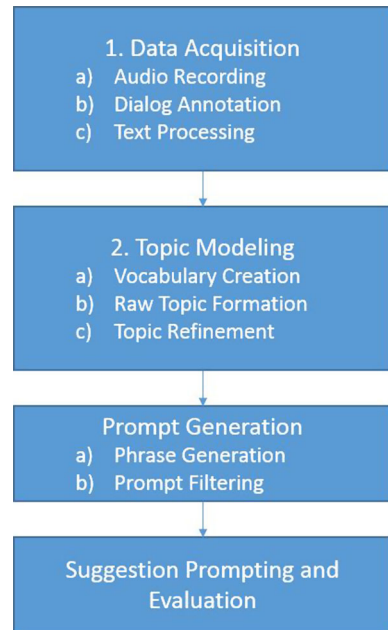 1. Data Acquisition
a) Audio Recording
b) Dialog Annotation
c) Text Processing
2. Topic Modeling
a) Vocabulary Creation
b) Raw Topic Formation
c) Topic Refinement
Prompt Generation
a) Phrase Generation
b) Prompt Filtering
Suggestion Prompting and
Evaluation